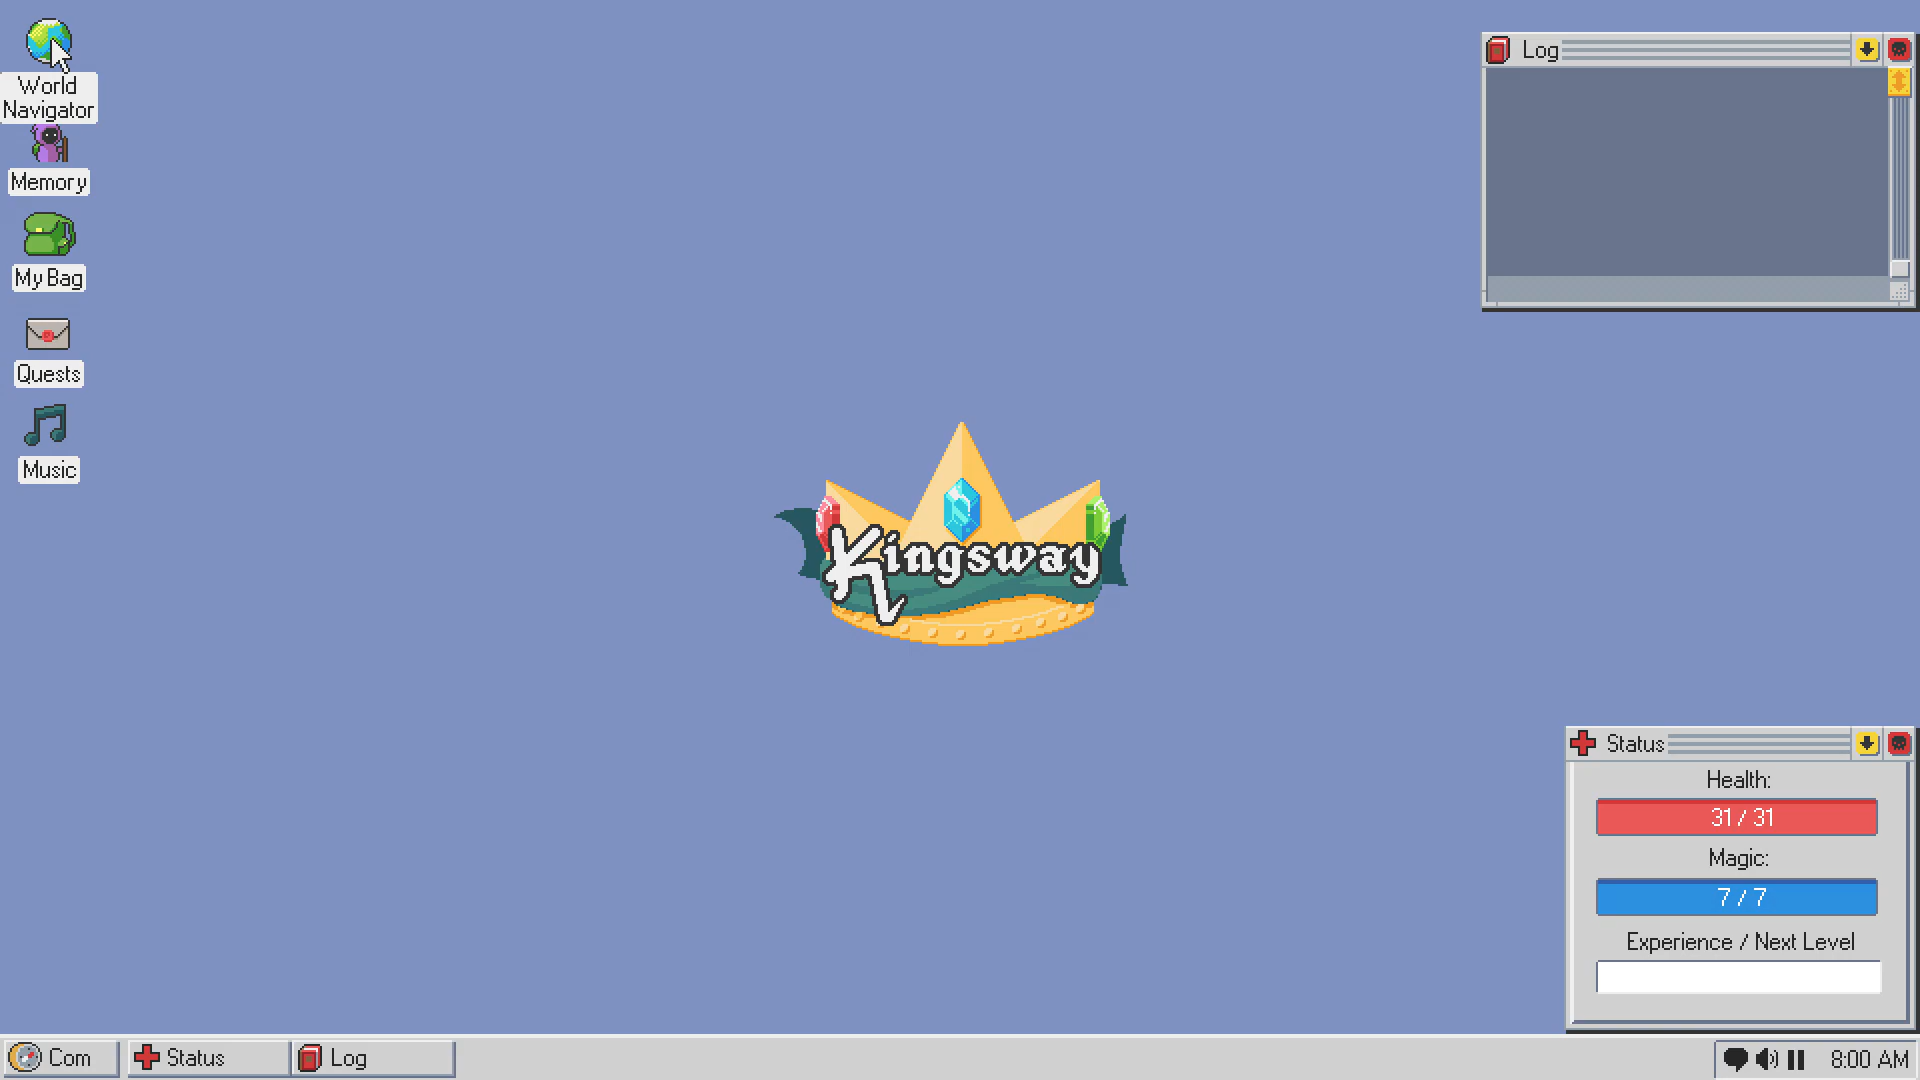 World
Navigator
Memory
My Bag
Quests
Music
Log
Kingsway
Status
Health:
31 / 31
Magic:
7 / 7
Experience / Next Level
Com
Status
Log
8:00 AM